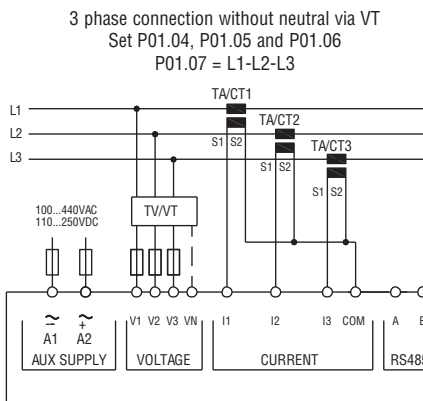 3 phase connection without neutral via VT
Set P01.04, P01.05 and P01.06
P01.07 = L1-L2-L3
TA/CT1
L1
TA/CT2
L2
S1 S2
TA/CT3
L3
S1 S2
S1 S2
100...440VAC
110...250VDC
TV/VT
V1 V2 V3 VN I1 I2 I3 COM A B
~ ~
– +
A1 A2
AUX SUPPLY VOLTAGE CURRENT RS485